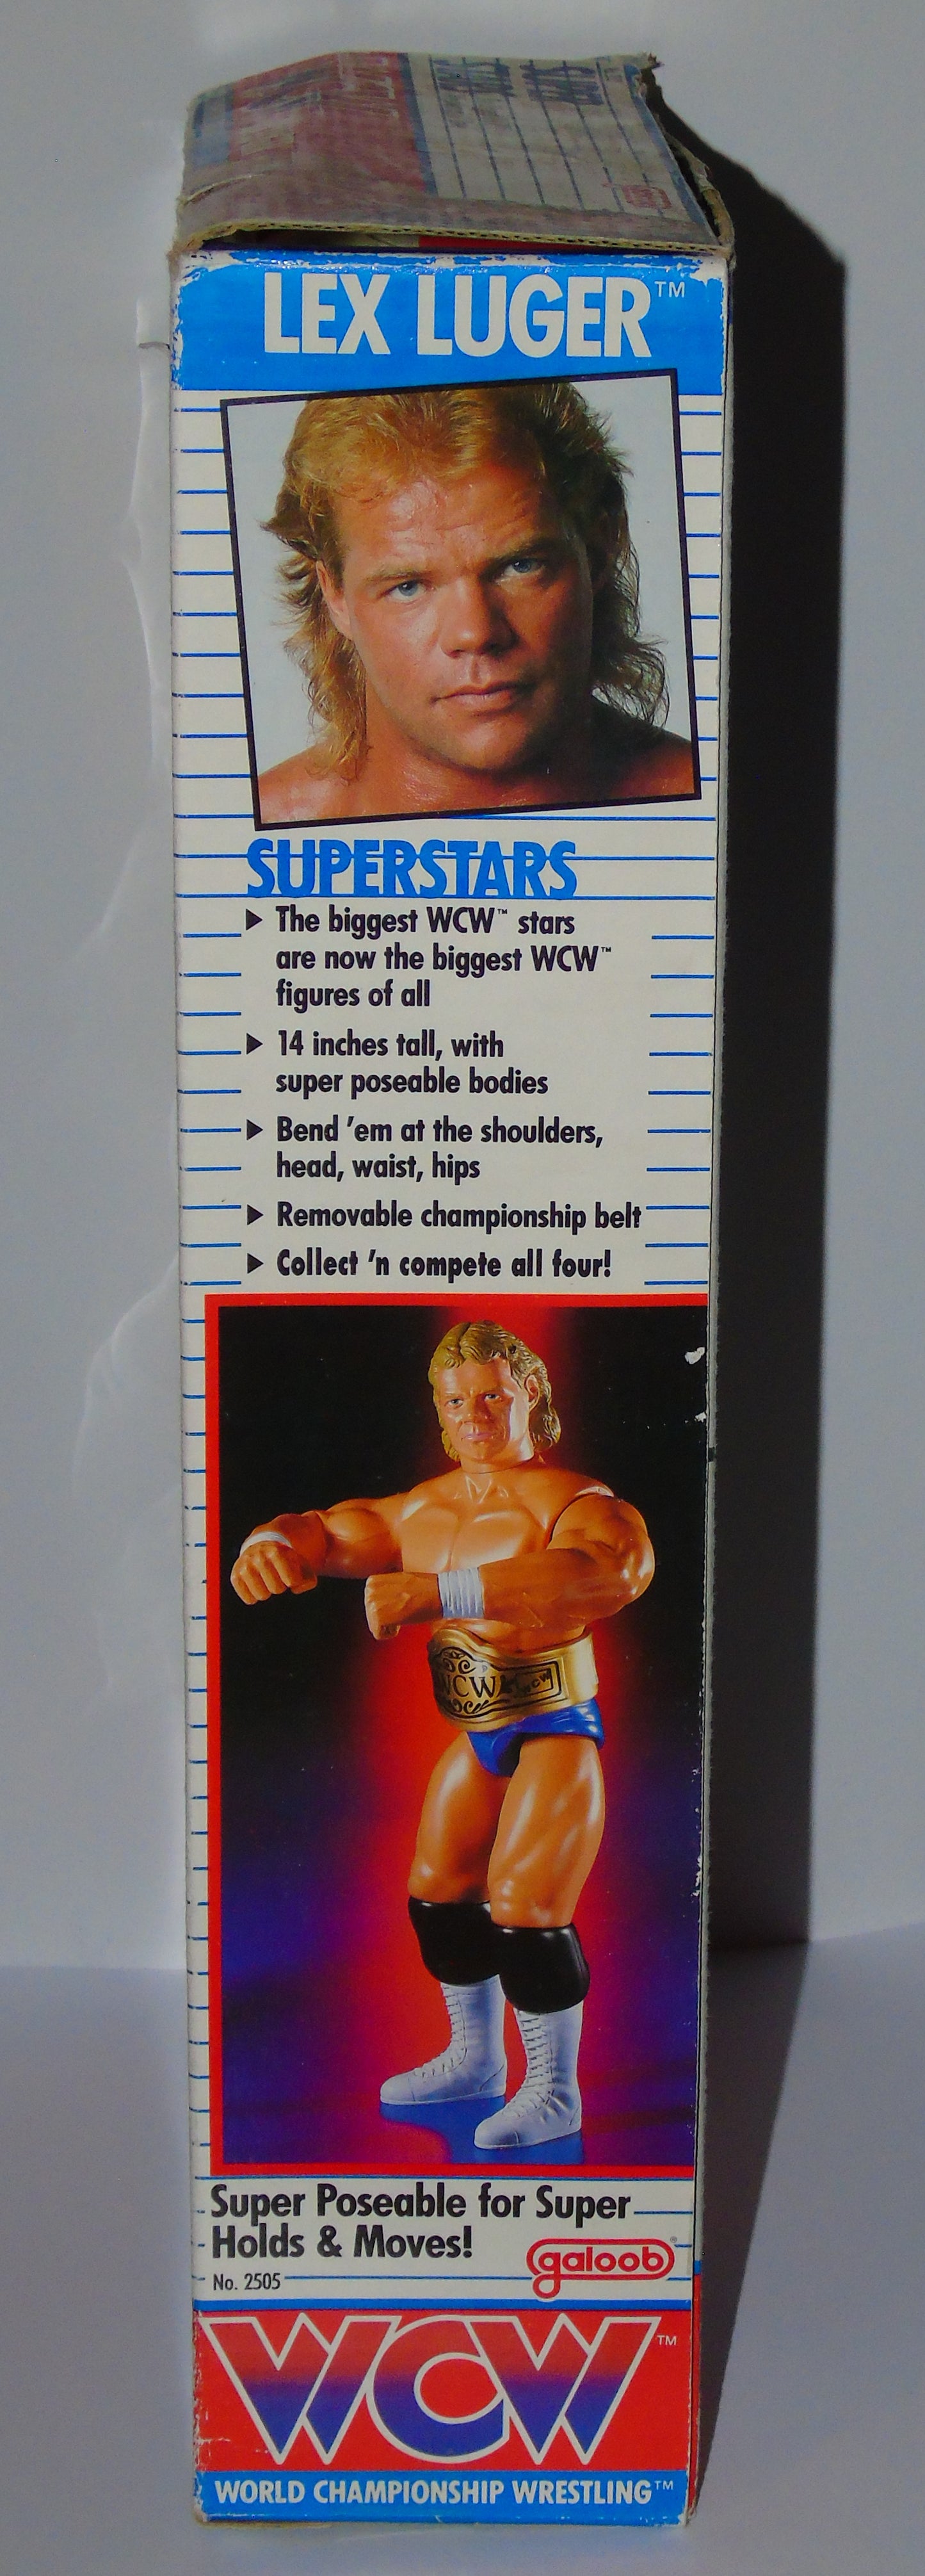 LEX LUGER™
SUPERSTARS
▶ The biggest WCW™ stars
are now the biggest WCW™
figures of all
▶ 14 inches tall, with
super poseable bodies
▶ Bend 'em at the shoulders,
head, waist, hips
▶ Removable championship belt
▶ Collect 'n compete all four!
WCW WCW
Super Poseable for Super
Holds & Moves!
galoob®
No. 2505
WCW™
WORLD CHAMPIONSHIP WRESTLING™